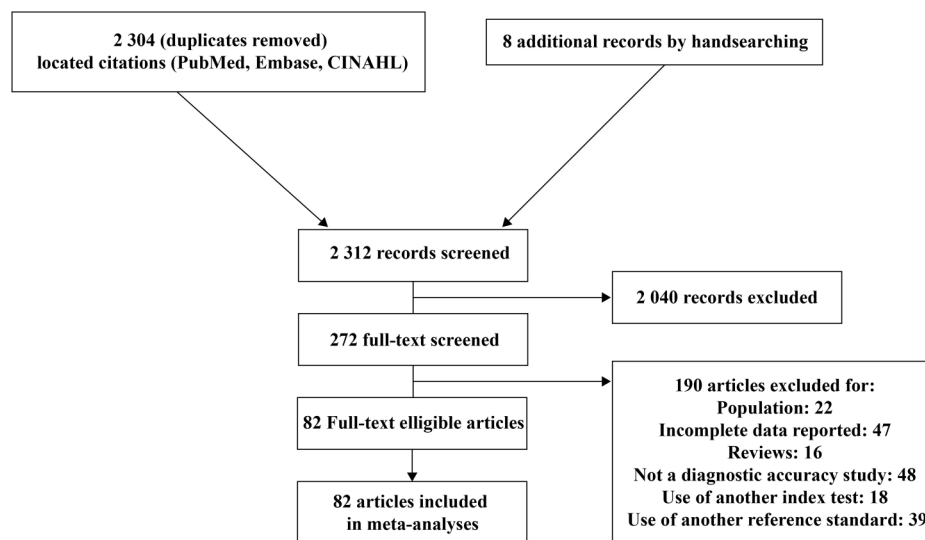 2 304 (duplicates removed)
located citations (PubMed, Embase, CINAHL)
8 additional records by handsearching
2 312 records screened
2 040 records excluded
272 full-text screened
190 articles excluded for:
Population: 22
Incomplete data reported: 47
Reviews: 16
Not a diagnostic accuracy study: 48
Use of another index test: 18
Use of another reference standard: 39
82 Full-text elligible articles
82 articles included
in meta-analyses